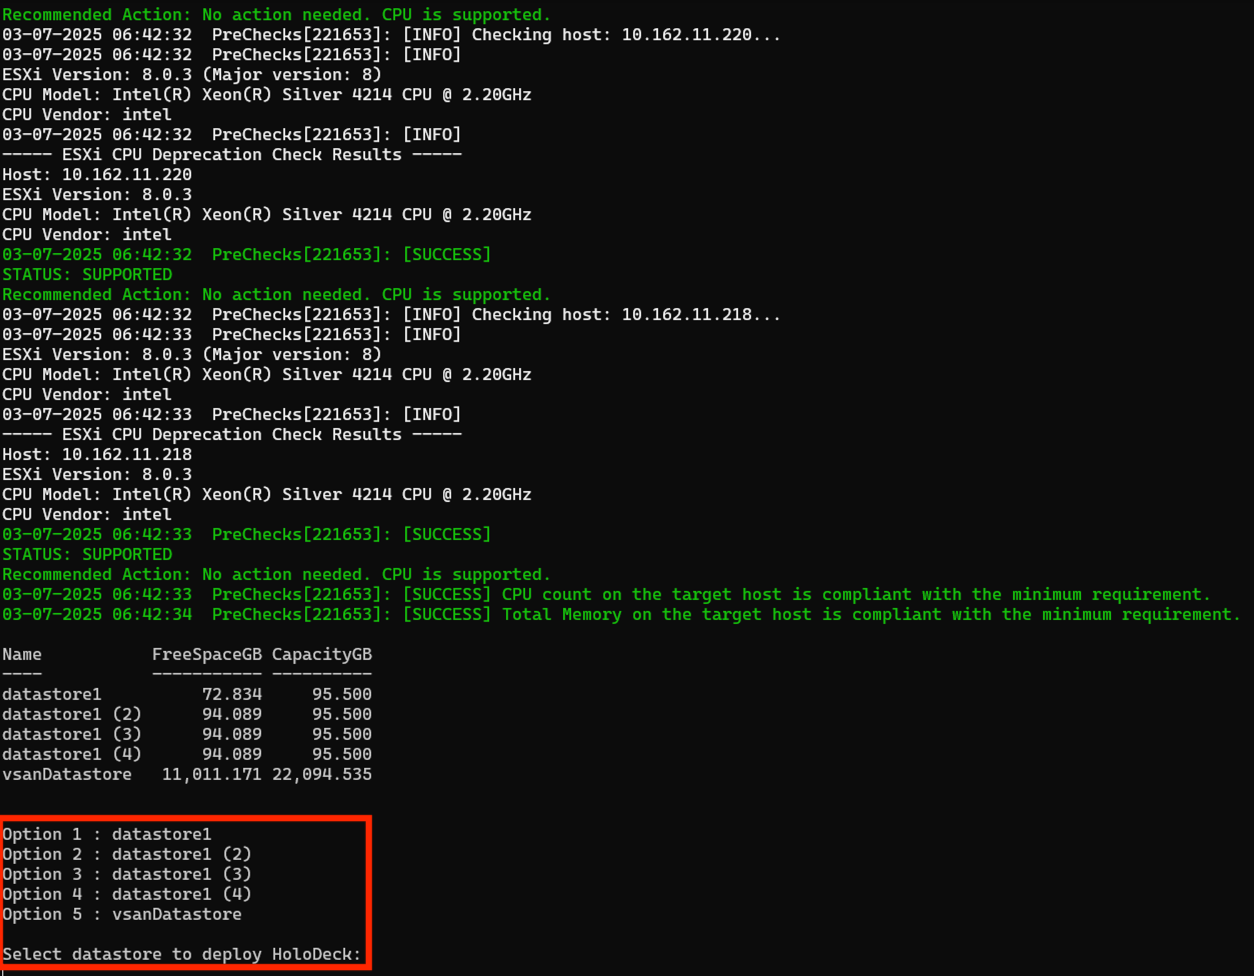 Recommended Action: No action needed. CPU is supported.
03-07-2025 06:42:32  PreChecks[221653]: [INFO] Checking host: 10.162.11.220...
03-07-2025 06:42:32  PreChecks[221653]: [INFO]
ESXi Version: 8.0.3 (Major version: 8)
CPU Model: Intel(R) Xeon(R) Silver 4214 CPU @ 2.20GHz
CPU Vendor: intel
03-07-2025 06:42:32  PreChecks[221653]: [INFO]
----- ESXi CPU Deprecation Check Results -----
Host: 10.162.11.220
ESXi Version: 8.0.3
CPU Model: Intel(R) Xeon(R) Silver 4214 CPU @ 2.20GHz
CPU Vendor: intel
03-07-2025 06:42:32  PreChecks[221653]: [SUCCESS]
STATUS: SUPPORTED
Recommended Action: No action needed. CPU is supported.
03-07-2025 06:42:32  PreChecks[221653]: [INFO] Checking host: 10.162.11.218...
03-07-2025 06:42:33  PreChecks[221653]: [INFO]
ESXi Version: 8.0.3 (Major version: 8)
CPU Model: Intel(R) Xeon(R) Silver 4214 CPU @ 2.20GHz
CPU Vendor: intel
03-07-2025 06:42:33  PreChecks[221653]: [INFO]
----- ESXi CPU Deprecation Check Results -----
Host: 10.162.11.218
ESXi Version: 8.0.3
CPU Model: Intel(R) Xeon(R) Silver 4214 CPU @ 2.20GHz
CPU Vendor: intel
03-07-2025 06:42:33  PreChecks[221653]: [SUCCESS]
STATUS: SUPPORTED
Recommended Action: No action needed. CPU is supported.
03-07-2025 06:42:33  PreChecks[221653]: [SUCCESS] CPU count on the target host is compliant with the minimum requirement.
03-07-2025 06:42:34  PreChecks[221653]: [SUCCESS] Total Memory on the target host is compliant with the minimum requirement.
Name           FreeSpaceGB CapacityGB
----           ----------- ----------
datastore1          72.834     95.500
datastore1 (2)      94.089     95.500
datastore1 (3)      94.089     95.500
datastore1 (4)      94.089     95.500
vsanDatastore   11,011.171 22,094.535
Option 1 : datastore1
Option 2 : datastore1 (2)
Option 3 : datastore1 (3)
Option 4 : datastore1 (4)
Option 5 : vsanDatastore
Select datastore to deploy HoloDeck: